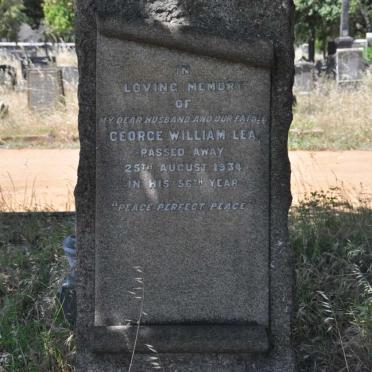 IN
LOVING MEMORY
OF
MY DEAR HUSBAND AND OUR FATHER
GEORGE WILLIAM LEA
PASSED AWAY
25TH AUGUST 1934
IN HIS 56TH YEAR
"PEACE PERFECT PEACE"